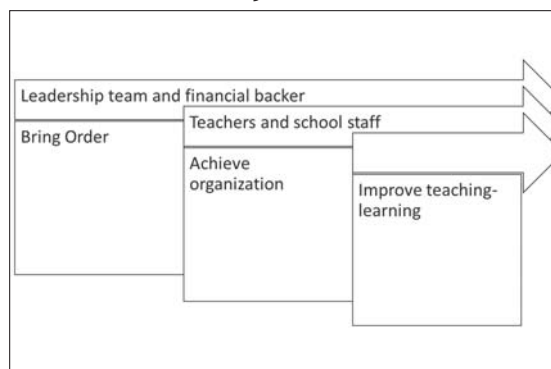 Leadership team and financial backer
Teachers and school staff
Bring Order
Achieve
organization
Improve teaching-
learning